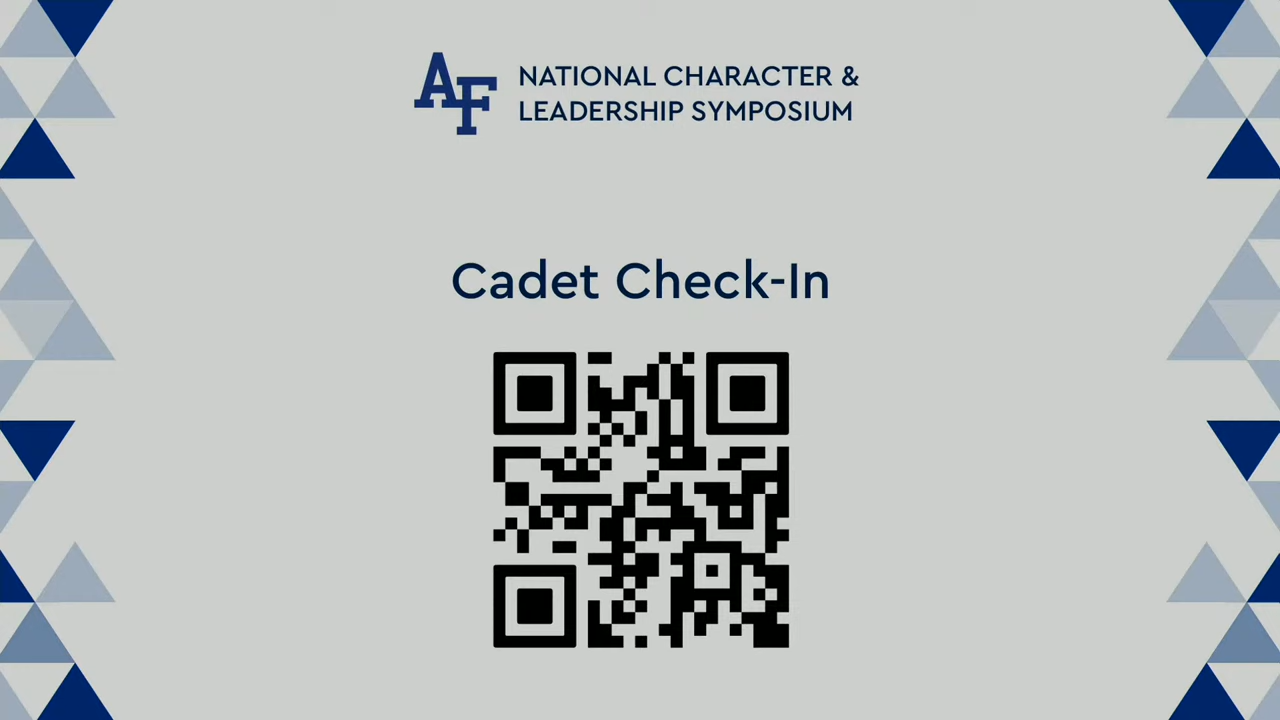 AF
NATIONAL CHARACTER &
LEADERSHIP SYMPOSIUM
Cadet Check-In